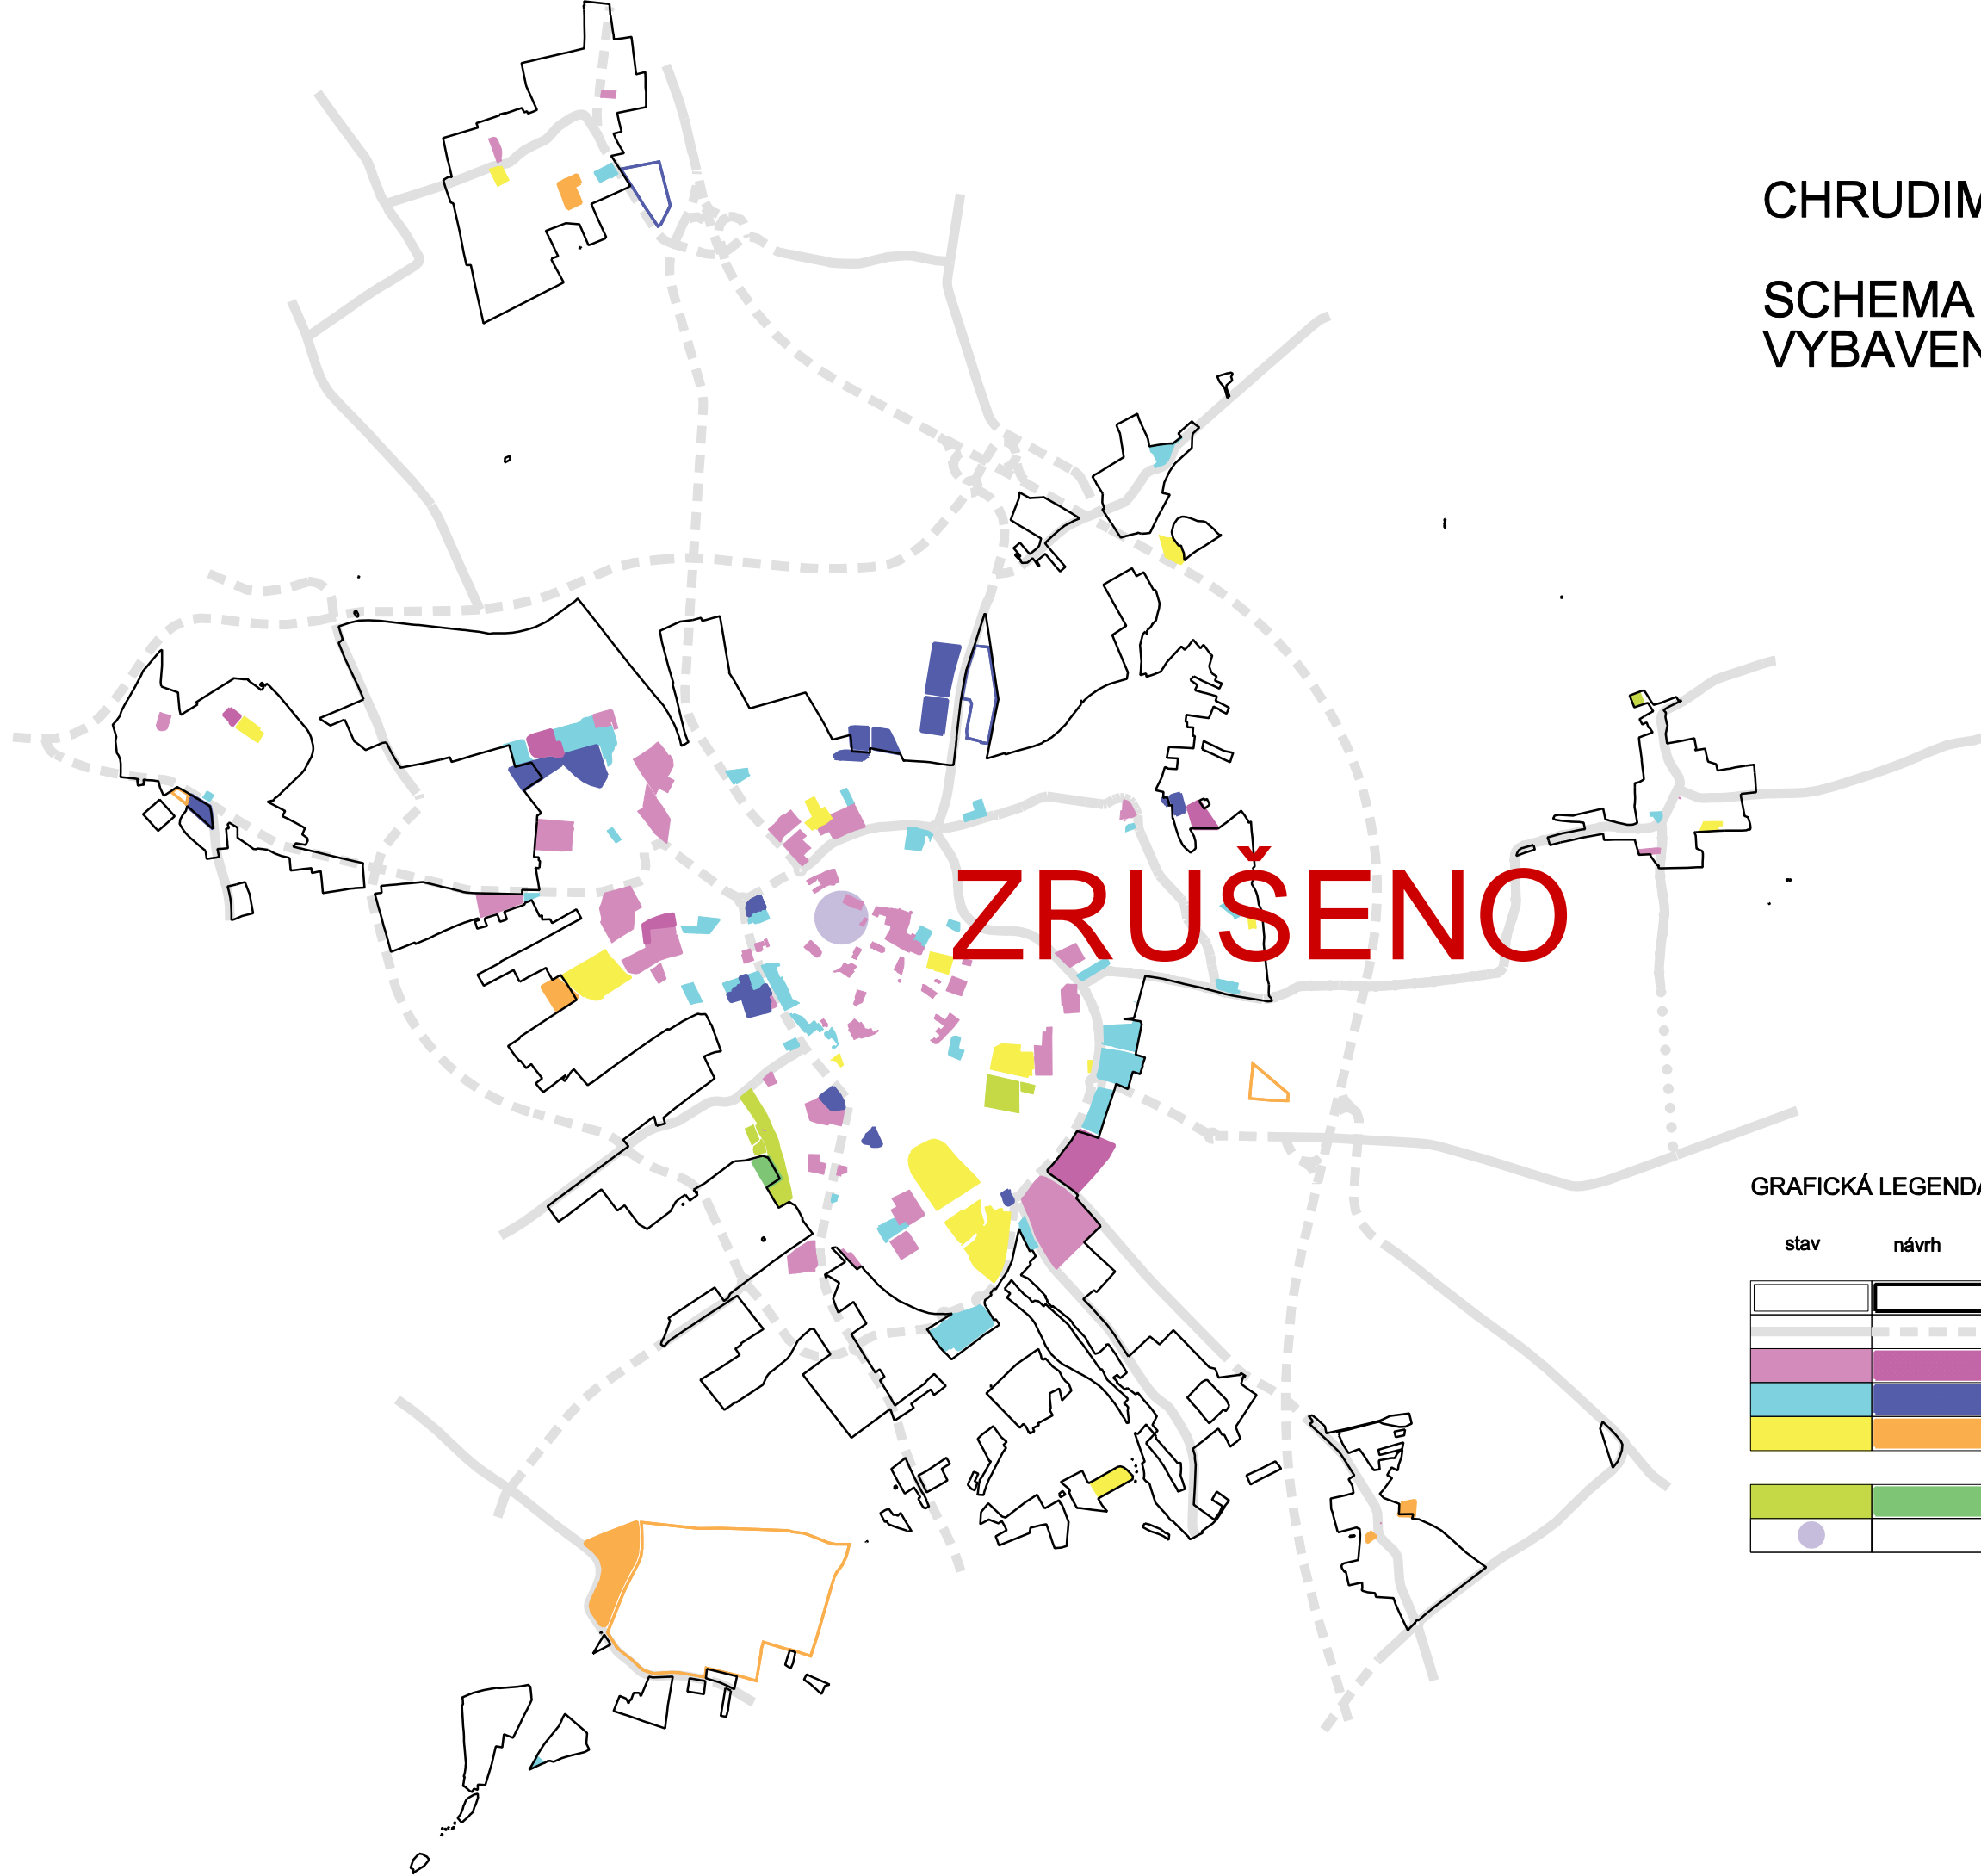 CHRUDIM
SCHEMA
VYBAVEN
ZRUŠENO
GRAFICKÁ LEGENDA
stav návrh